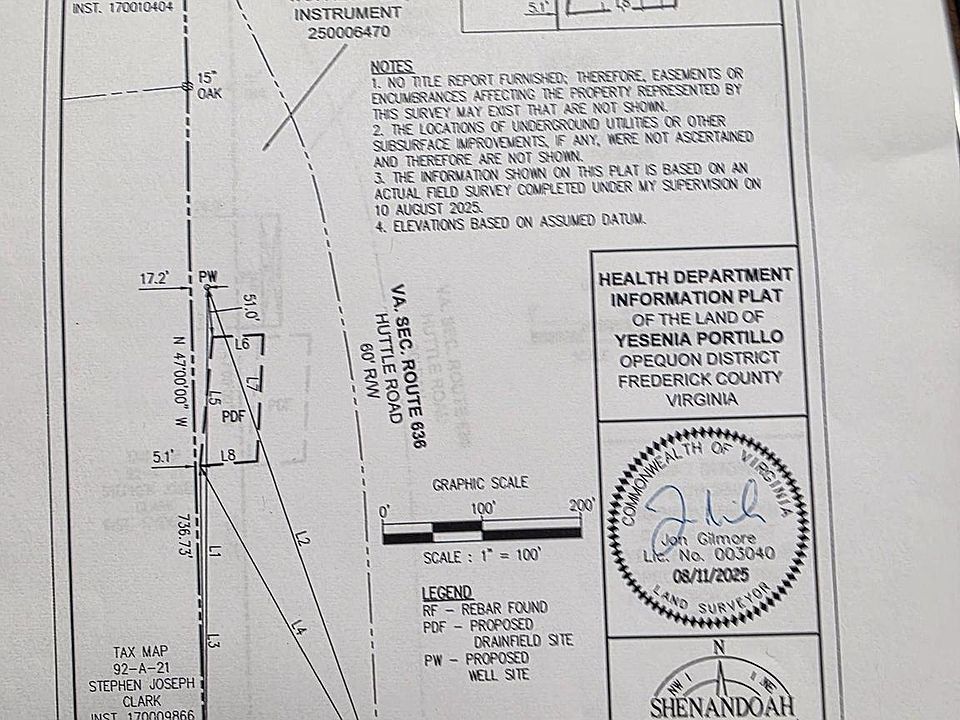 INST. 170010404
INSTRUMENT
250006470
5.1'
L8
15"
OAK
NOTES
1. NO TITLE REPORT FURNISHED; THEREFORE, EASEMENTS OR
ENCUMBRANCES AFFECTING THE PROPERTY REPRESENTED BY
THIS SURVEY MAY EXIST THAT ARE NOT SHOWN.
2. THE LOCATIONS OF UNDERGROUND UTILITIES OR OTHER
SUBSURFACE IMPROVEMENTS, IF ANY, WERE NOT ASCERTAINED
AND THEREFORE ARE NOT SHOWN.
3. THE INFORMATION SHOWN ON THIS PLAT IS BASED ON AN
ACTUAL FIELD SURVEY COMPLETED UNDER MY SUPERVISION ON
10 AUGUST 2025.
4. ELEVATIONS BASED ON ASSUMED DATUM.
17.2'
PW
51.0'
L6
N 47°00'00" W
L5
L7
PDF
5.1'
L8
736.73'
L1
L2
L3
L4
VA. SEC. ROUTE 636
HUTTLE ROAD
60' R/W
HEALTH DEPARTMENT
INFORMATION PLAT
OF THE LAND OF
YESENIA PORTILLO
OPEQUON DISTRICT
FREDERICK COUNTY
VIRGINIA
GRAPHIC SCALE
0' 100' 200'
SCALE : 1" = 100'
LEGEND
RF – REBAR FOUND
PDF – PROPOSED
DRAINFIELD SITE
PW – PROPOSED
WELL SITE
COMMONWEALTH OF VIRGINIA
Jon Gilmore
Lic. No. 003040
08/11/2025
LAND SURVEYOR
TAX MAP
92-A-21
STEPHEN JOSEPH
CLARK
INST. 170009866
N
NW
NE
SHENANDOAH